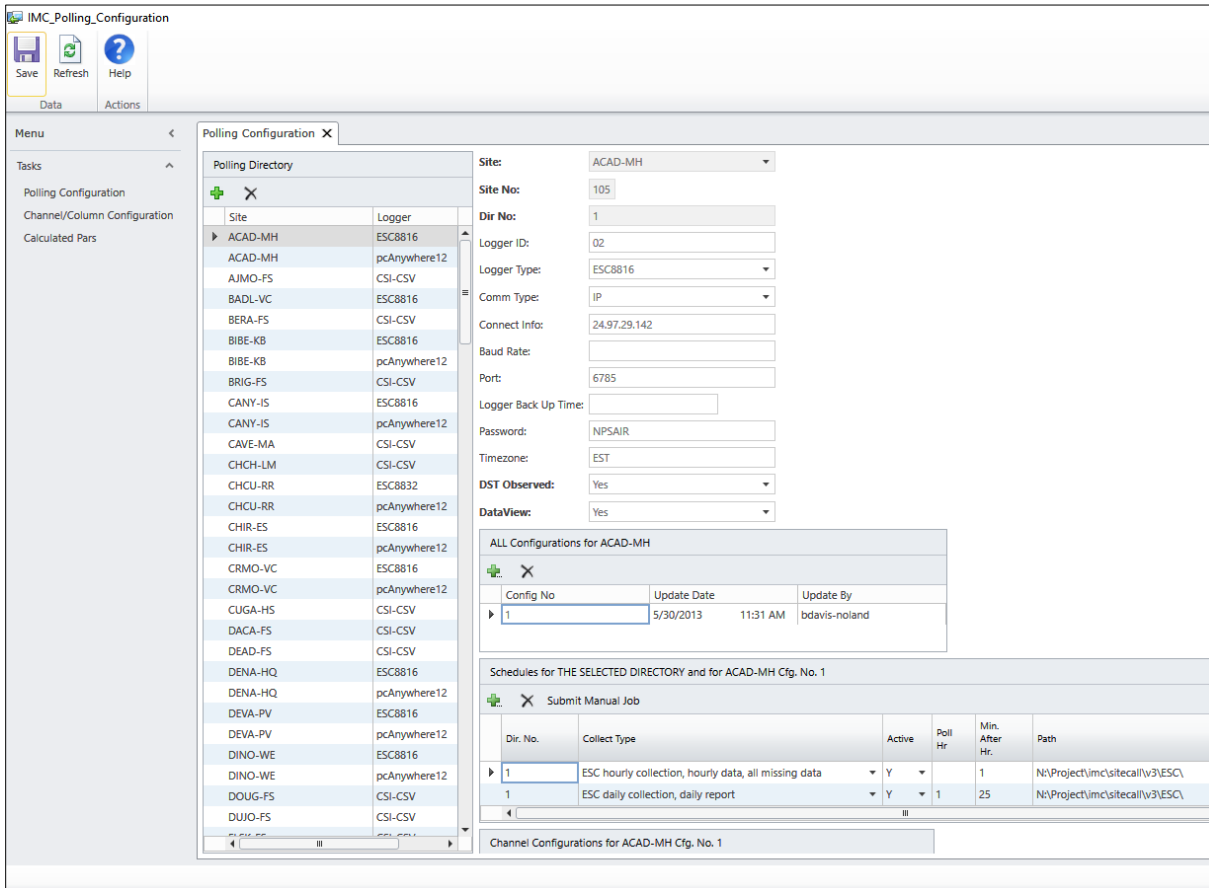 IMC_Polling_Configuration
Save Refresh Help
Data Actions
Menu
Tasks
Polling Configuration
Channel/Column Configuration
Calculated Pars
Polling Configuration X
Polling Directory
Site Logger
ACAD-MH ESC8816
ACAD-MH pcAnywhere12
AJMO-FS CSI-CSV
BADL-VC ESC8816
BERA-FS CSI-CSV
BIBE-KB ESC8816
BIBE-KB pcAnywhere12
BRIG-FS CSI-CSV
CANY-IS ESC8816
CANY-IS pcAnywhere12
CAVE-MA CSI-CSV
CHCH-LM CSI-CSV
CHCU-RR ESC8832
CHCU-RR pcAnywhere12
CHIR-ES ESC8816
CHIR-ES pcAnywhere12
CRMO-VC ESC8816
CRMO-VC pcAnywhere12
CUGA-HS CSI-CSV
DACA-FS CSI-CSV
DEAD-FS CSI-CSV
DENA-HQ ESC8816
DENA-HQ pcAnywhere12
DEVA-PV ESC8816
DEVA-PV pcAnywhere12
DINO-WE ESC8816
DINO-WE pcAnywhere12
DOUG-FS CSI-CSV
DUJO-FS CSI-CSV
Site: ACAD-MH
Site No: 105
Dir No: 1
Logger ID: 02
Logger Type: ESC8816
Comm Type: IP
Connect Info: 24.97.29.142
Baud Rate:
Port: 6785
Logger Back Up Time:
Password: NPSAIR
Timezone: EST
DST Observed: Yes
DataView: Yes
ALL Configurations for ACAD-MH
Config No Update Date Update By
1 5/30/2013 11:31 AM bdavis-noland
Schedules for THE SELECTED DIRECTORY and for ACAD-MH Cfg. No. 1
Submit Manual Job
Dir. No. Collect Type Active Poll Hr Min. After Hr. Path
1 ESC hourly collection, hourly data, all missing data Y 1 N:\Project\imc\sitecall\v3\ESC\
1 ESC daily collection, daily report Y 1 25 N:\Project\imc\sitecall\v3\ESC\
Channel Configurations for ACAD-MH Cfg. No. 1